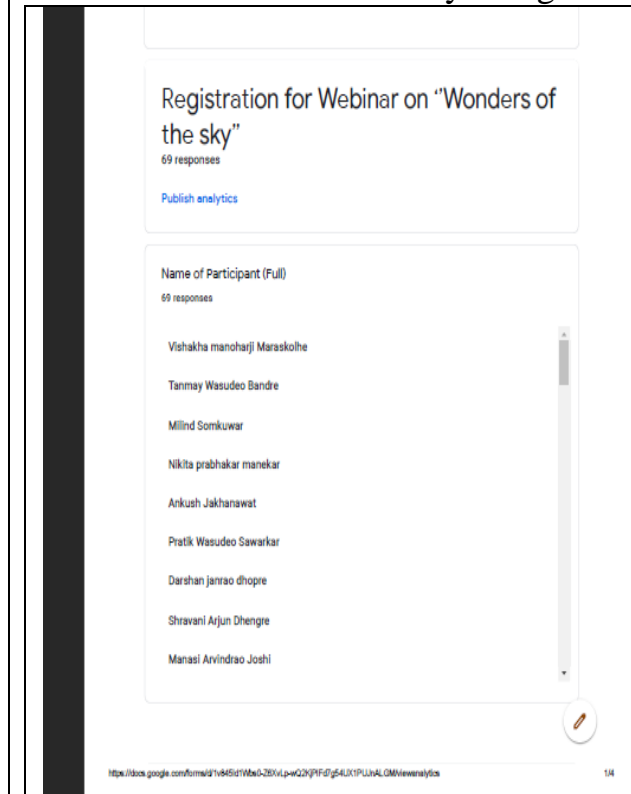 Registration for Webinar on ‘'Wonders of
the sky”
69 responses
Publish analytics
Name of Participant (Full)
69 responses
Vishakha manoharji Maraskolhe
Tanmay Wasudeo Bandre
Milind Somkuwar
Nikita prabhakar manekar
Ankush Jakhanawat
Pratik Wasudeo Sawarkar
Darshan janrao dhopre
Shravani Arjun Dhengre
Manasi Arvindrao Joshi
1/4